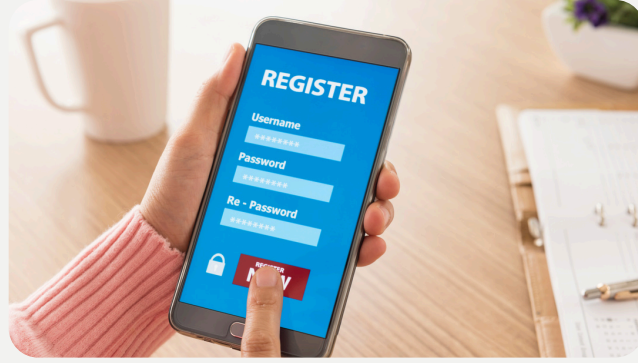 REGISTER
Username
********
Password
********
Re - Password
********
REGISTER